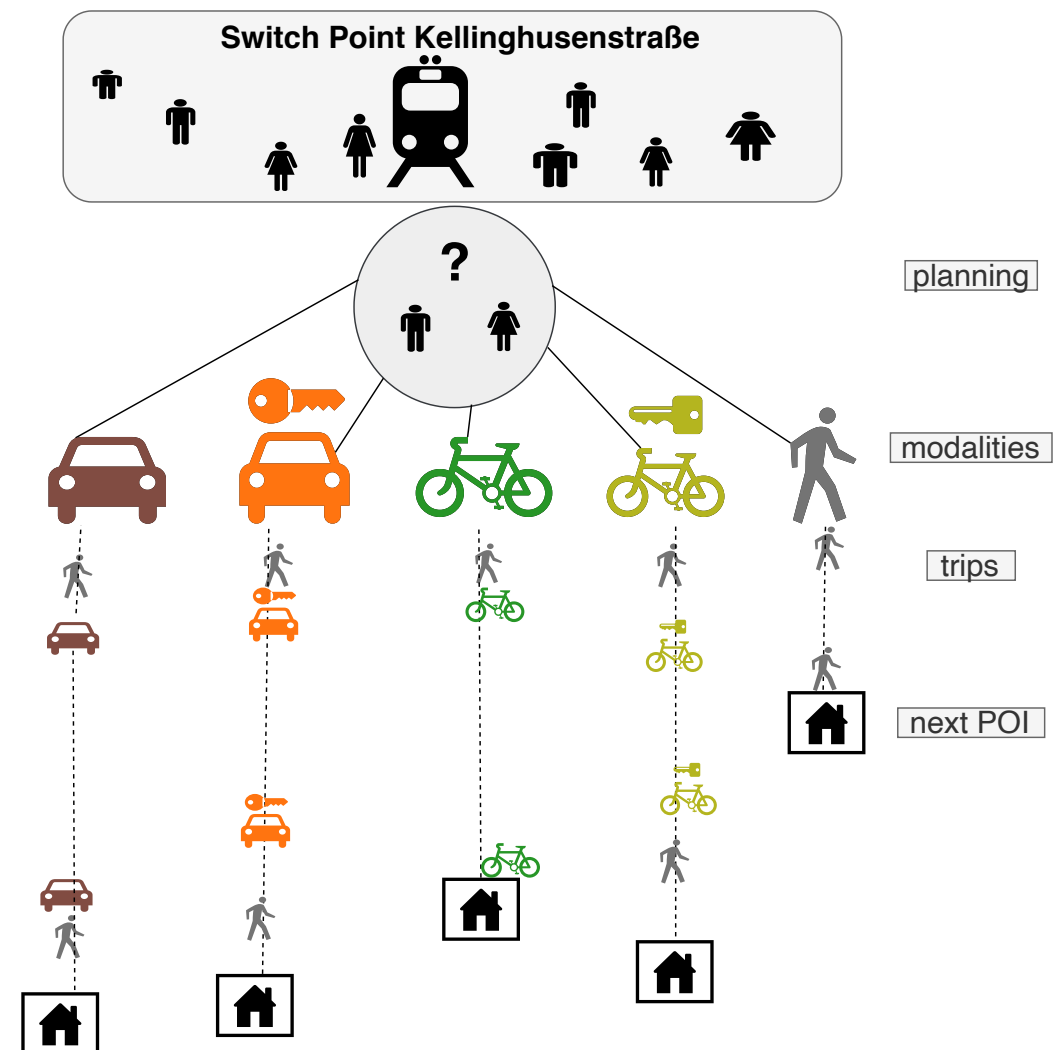 Switch Point Kellinghusenstraße
?
planning
modalities
trips
next POI